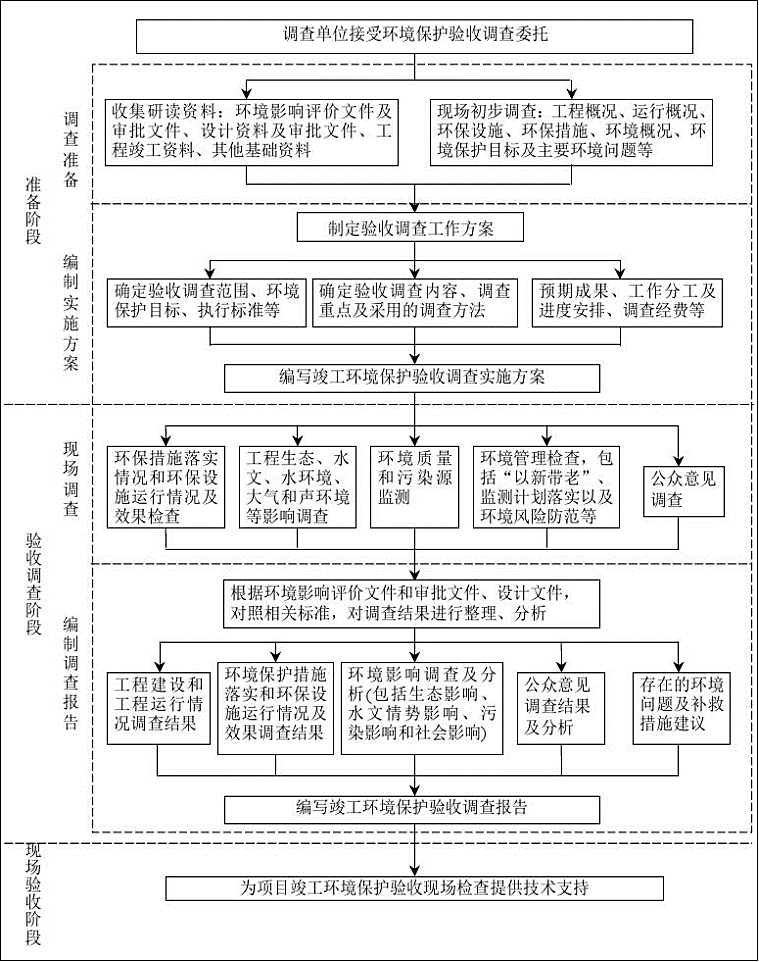 调查单位接受环境保护验收调查委托
准备阶段
调查准备
收集研读资料：环境影响评价文件及
审批文件、设计资料及审批文件、工
程竣工资料、其他基础资料
现场初步调查：工程概况、运行概况、
环保设施、环保措施、环境概况、环
境保护目标及主要环境问题等
编制实施方案
制定验收调查工作方案
确定验收调查范围、环境
保护目标、执行标准等
确定验收调查内容、调查
重点及采用的调查方法
预期成果、工作分工及
进度安排、调查经费等
编写竣工环境保护验收调查实施方案
验收调查阶段
现场调查
环保措施落实
情况和环保设
施运行情况及
效果检查
工程生态、水
文、水环境、
大气和声环境
等影响调查
环境质量
和污染源
监测
环境管理检查，包
括“以新带老”、
监测计划落实以及
环境风险防范等
公众意见
调查
编制调查报告
根据环境影响评价文件和审批文件、设计文件，
对照相关标准，对调查结果进行整理、分析
工程建设和
工程运行情
况调查结果
环境保护措施
落实和环保设
施运行情况及
效果调查结果
环境影响调查及分
析(包括生态影响、
水文情势影响、污
染影响和社会影响)
公众意见
调查结果
及分析
存在的环境
问题及补救
措施建议
编写竣工环境保护验收调查报告
现场验收阶段
为项目竣工环境保护验收现场检查提供技术支持